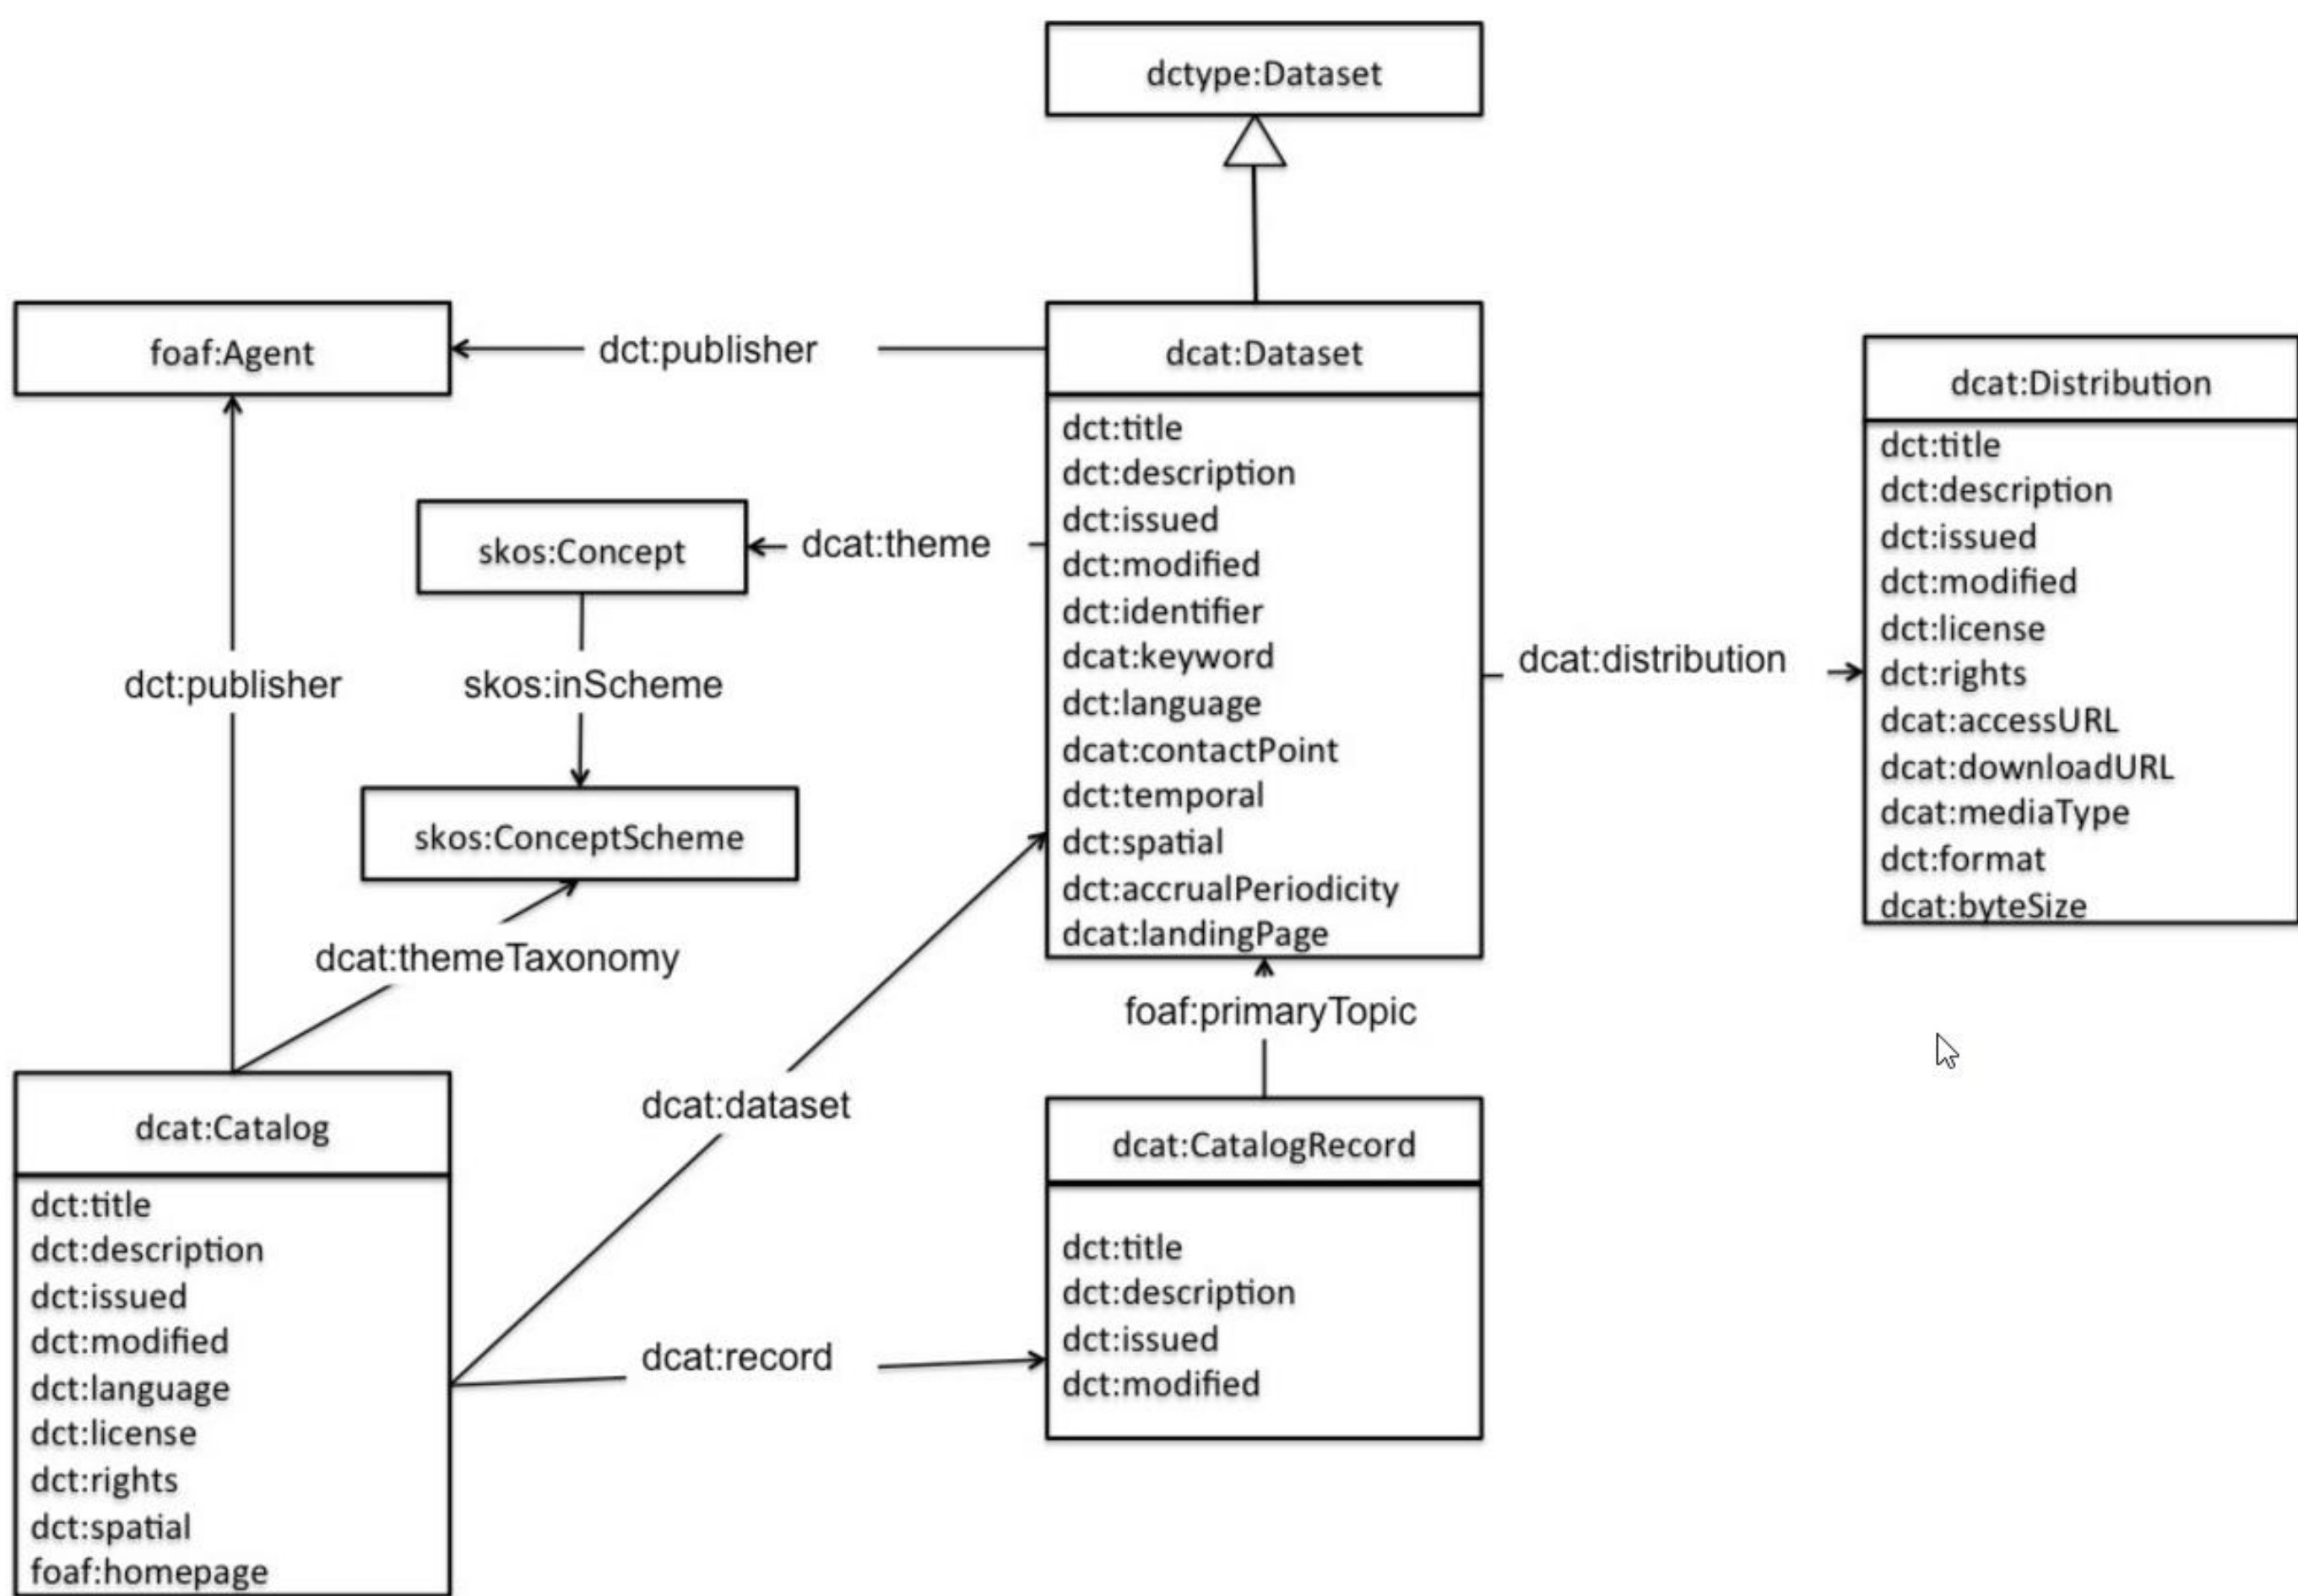 dctype:Dataset
foaf:Agent
dct:publisher
dcat:Dataset
dct:title
dct:description
dct:issued
dct:modified
dct:identifier
dcat:keyword
dct:language
dcat:contactPoint
dct:temporal
dct:spatial
dct:accrualPeriodicity
dcat:landingPage
dcat:distribution
dcat:Distribution
dct:title
dct:description
dct:issued
dct:modified
dct:license
dct:rights
dcat:accessURL
dcat:downloadURL
dcat:mediaType
dct:format
dcat:byteSize
skos:Concept
dcat:theme
dct:publisher
skos:inScheme
skos:ConceptScheme
dcat:themeTaxonomy
foaf:primaryTopic
dcat:dataset
dcat:Catalog
dct:title
dct:description
dct:issued
dct:modified
dct:language
dct:license
dct:rights
dct:spatial
foaf:homepage
dcat:record
dcat:CatalogRecord
dct:title
dct:description
dct:issued
dct:modified